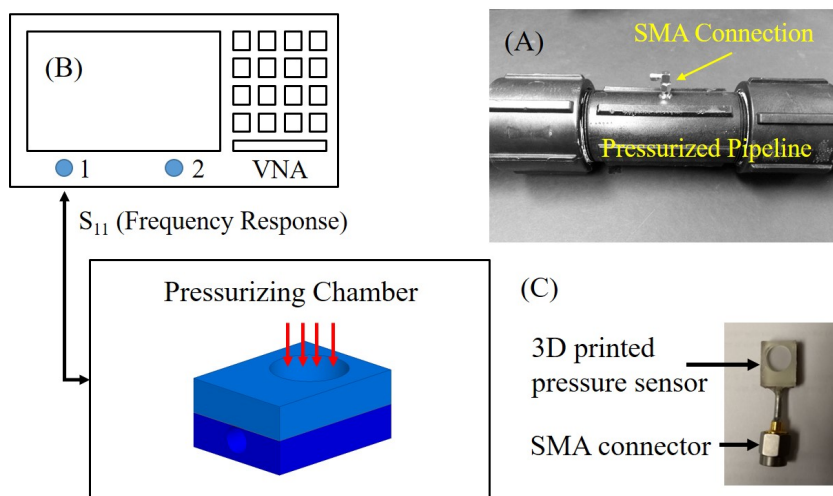 (A)
SMA Connection
Pressurized Pipeline
(B)
1
2
VNA
S₁₁ (Frequency Response)
Pressurizing Chamber
(C)
3D printed
pressure sensor
SMA connector